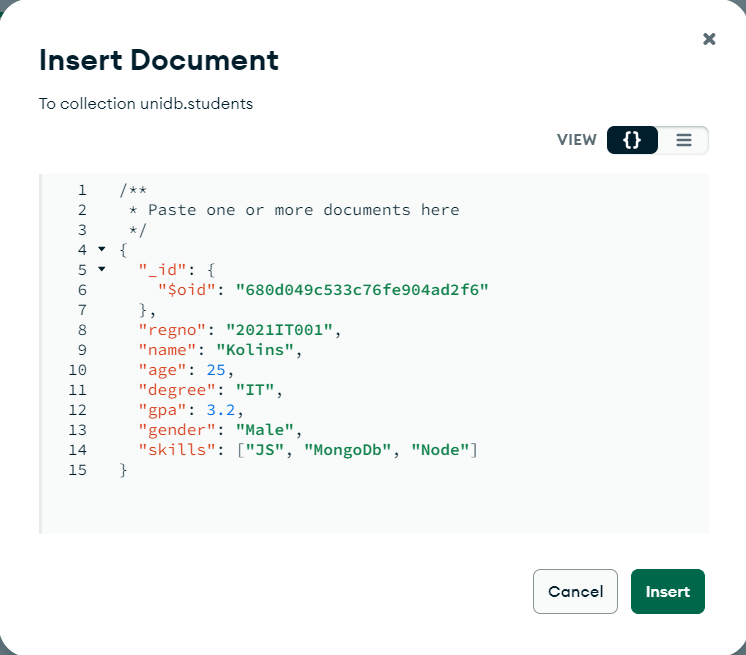 Insert Document
To collection unidb.students
VIEW {}
1 /**
2 * Paste one or more documents here
3 */
4 {
5 "_id": {
6 "$oid": "680d049c533c76fe904ad2f6"
7 },
8 "regno": "2021IT001",
9 "name": "Kolins",
10 "age": 25,
11 "degree": "IT",
12 "gpa": 3.2,
13 "gender": "Male",
14 "skills": ["JS", "MongoDb", "Node"]
15 }
Cancel Insert